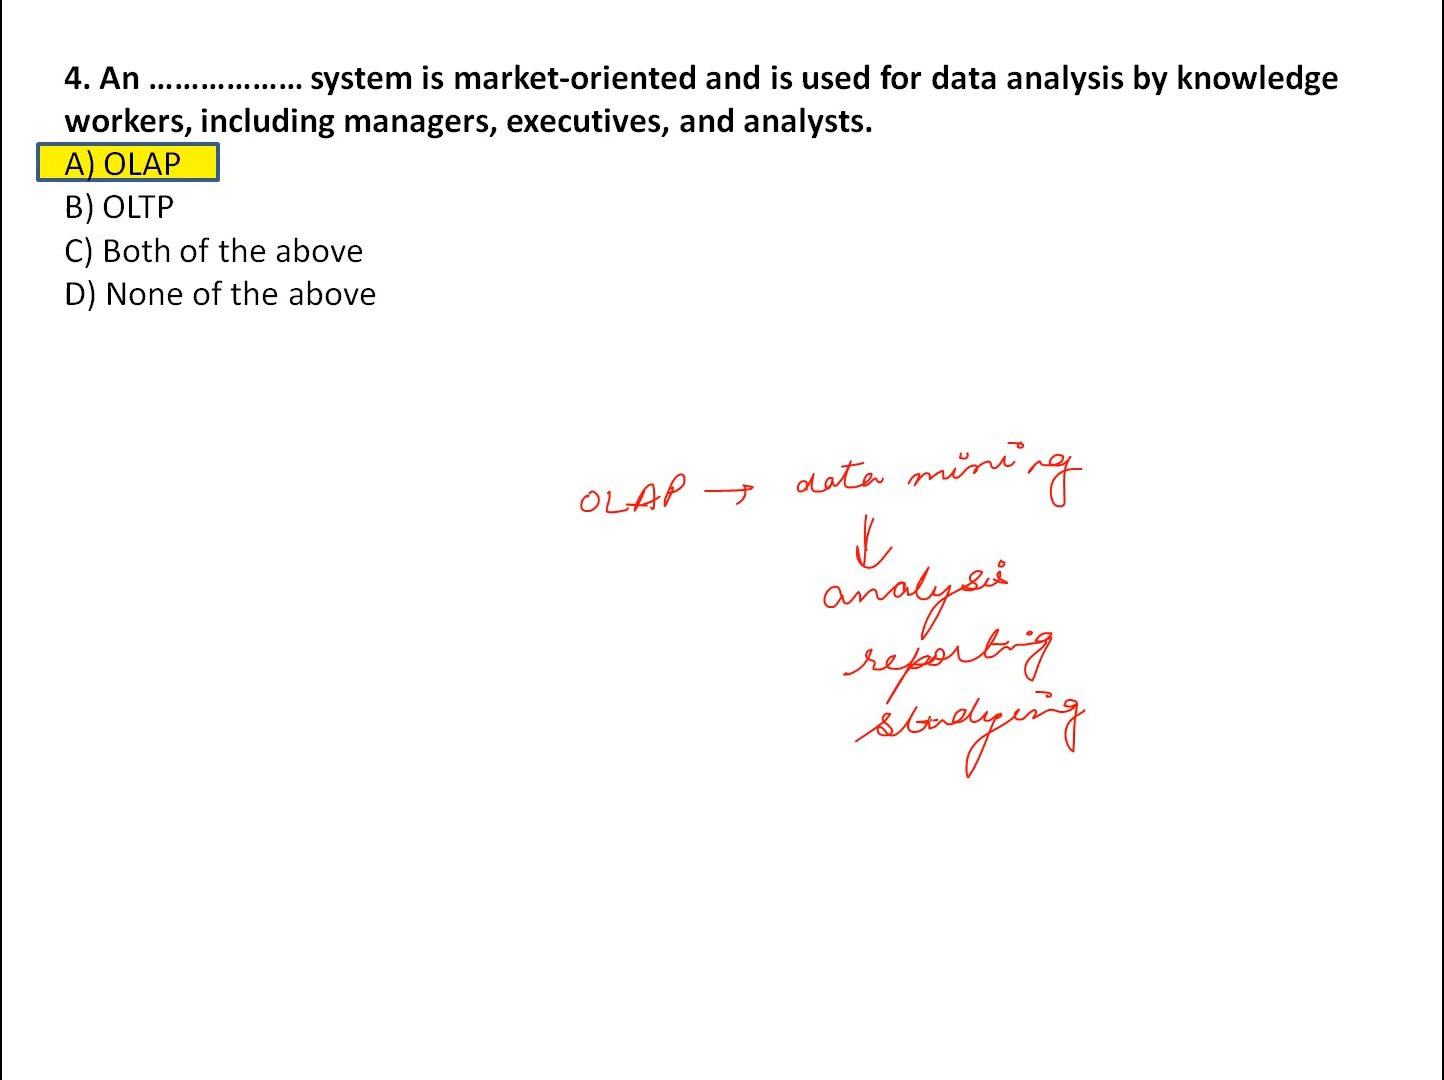 4. An .................. system is market-oriented and is used for data analysis by knowledge
workers, including managers, executives, and analysts.
A) OLAP
B) OLTP
C) Both of the above
D) None of the above
OLAP → data mining
↓
analysis
reporting
studying